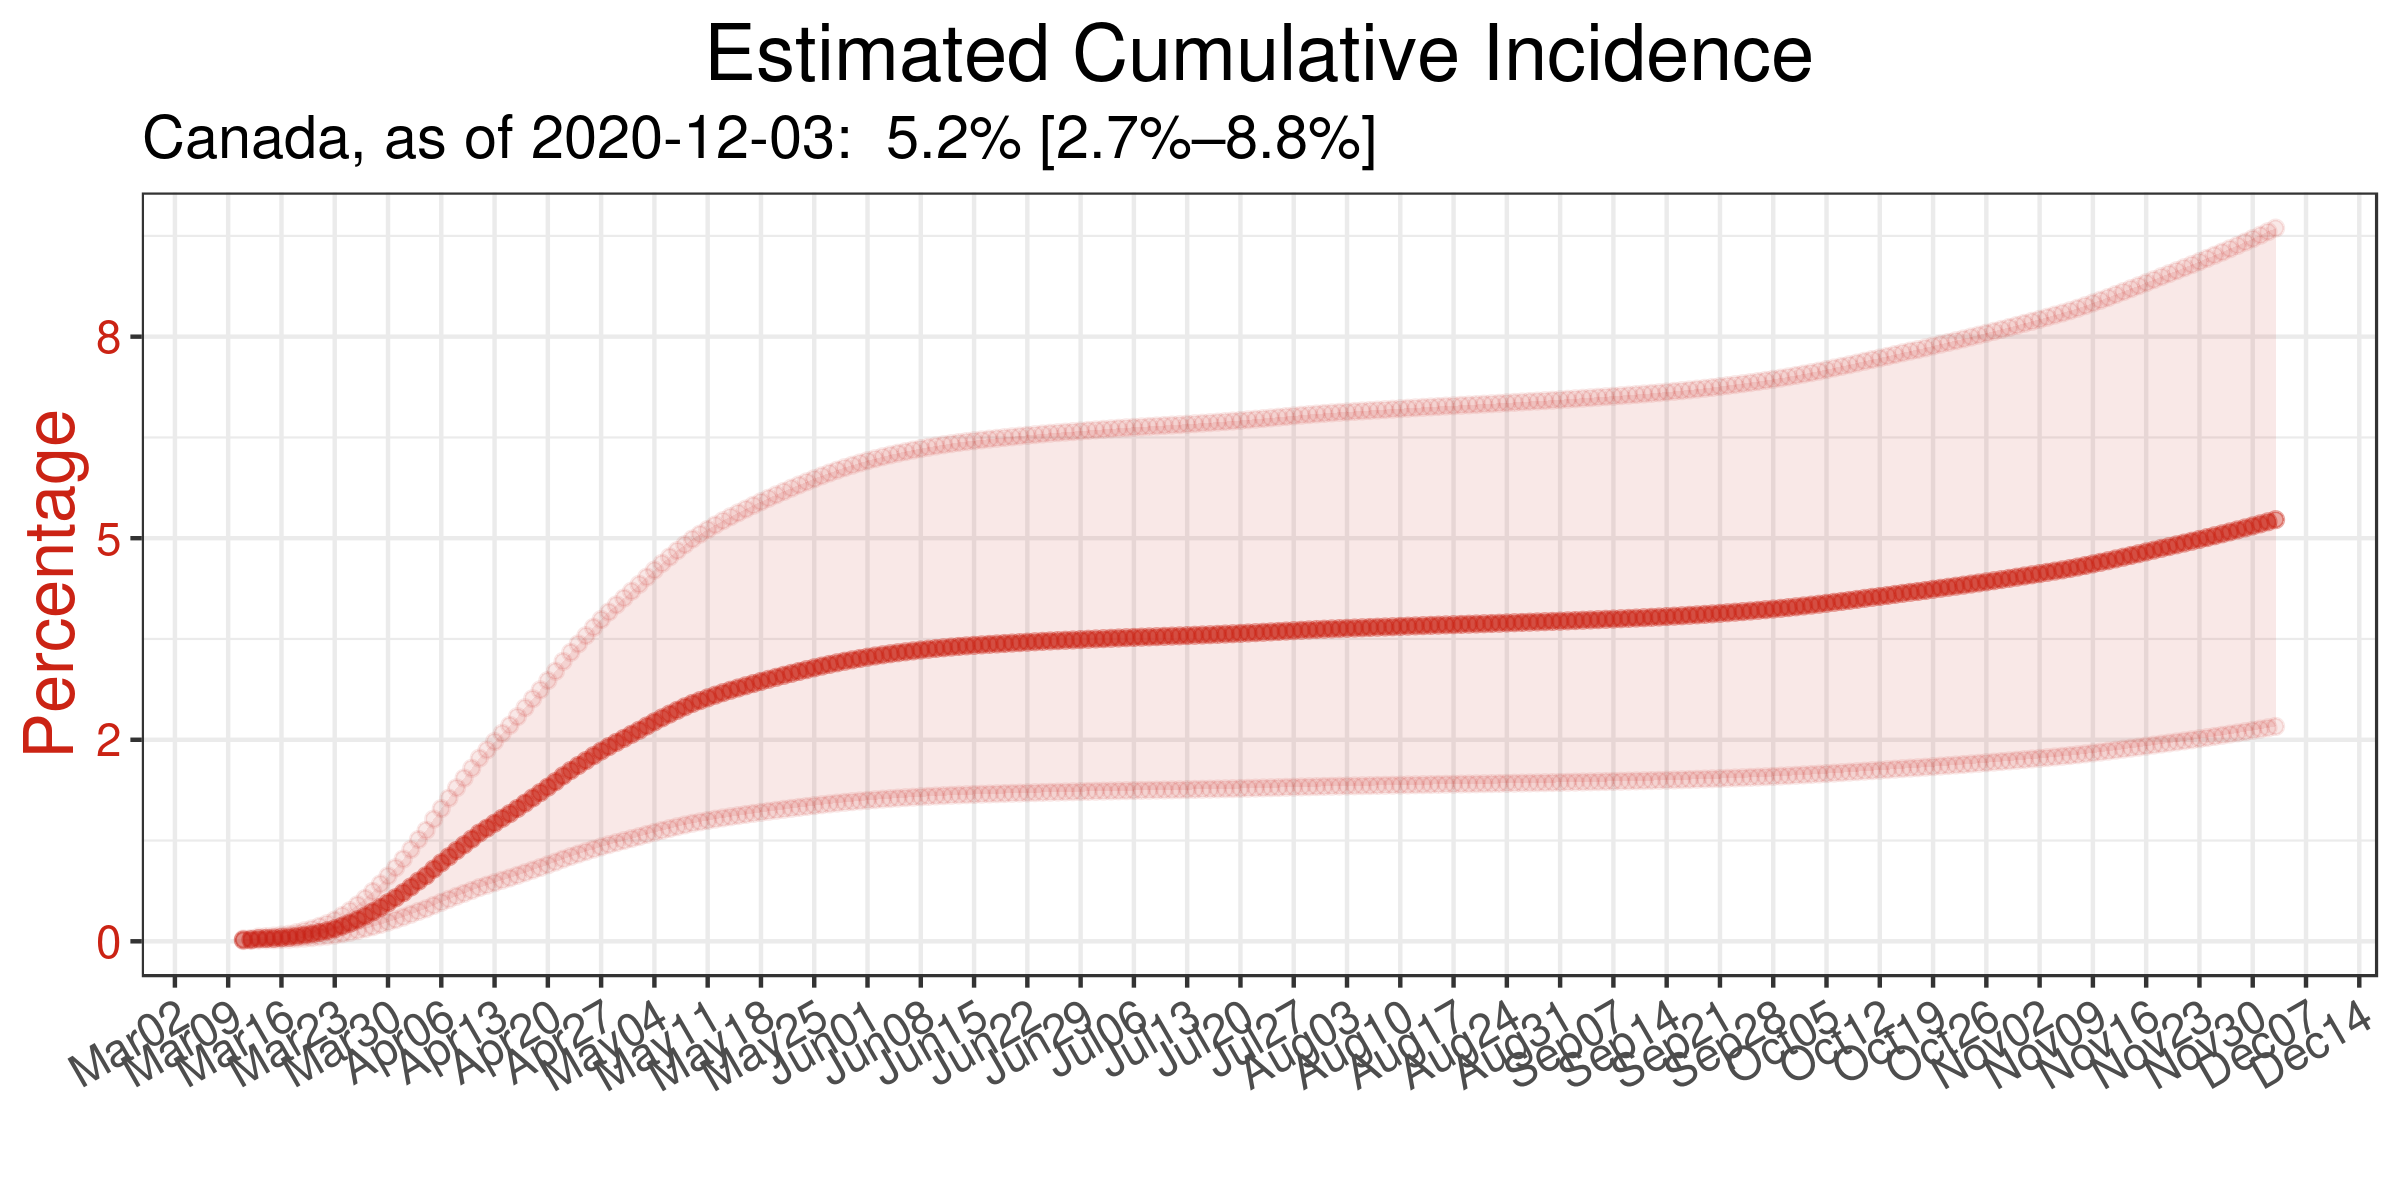 Estimated Cumulative Incidence
Canada, as of 2020-12-03:  5.2% [2.7%–8.8%]
Percentage
8
5
2
0
Mar02
Mar09
Mar16
Mar23
Mar30
Apr06
Apr13
Apr20
Apr27
May04
May11
May18
May25
Jun01
Jun08
Jun15
Jun22
Jun29
Jul06
Jul13
Jul20
Jul27
Aug03
Aug10
Aug17
Aug24
Aug31
Sep07
Sep14
Sep21
Sep28
Oct05
Oct12
Oct19
Oct26
Nov02
Nov09
Nov16
Nov23
Nov30
Dec07
Dec14